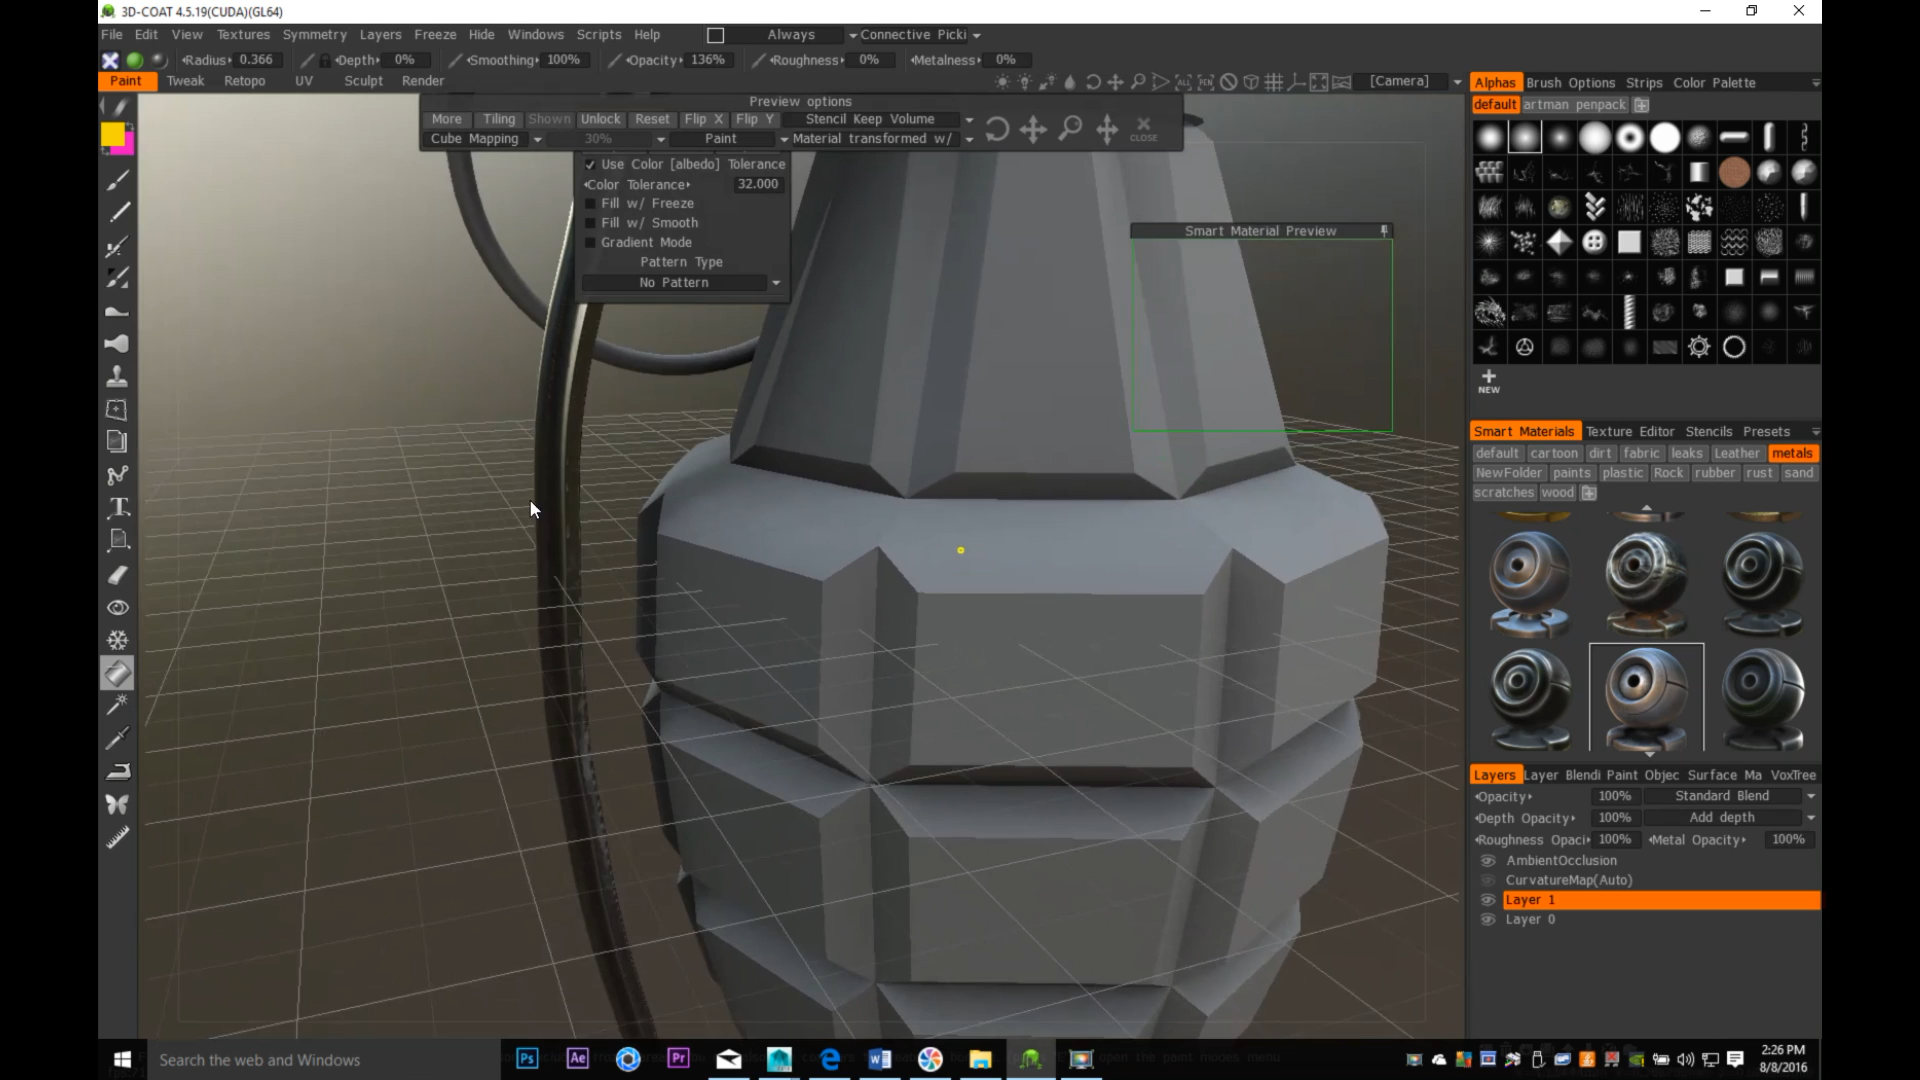 3D-COAT 4.5.19(CUDA)(GL64)
File Edit View Textures Symmetry Layers Freeze Hide Windows Scripts Help Always Connective Picki
Radius 0.366 Depth 0% Smoothing 100% Opacity 136% Roughness 0% Metalness 0%
Paint Tweak Retopo UV Sculpt Render [Camera]
Preview options
More Tiling Shown Unlock Reset Flip X Flip Y Stencil Keep Volume
Cube Mapping 30% Paint Material transformed w/ CLOSE
Use Color [albedo] Tolerance
Color Tolerance 32.000
Fill w/ Freeze
Fill w/ Smooth
Gradient Mode
Pattern Type
No Pattern
Smart Material Preview
Alphas Brush Options Strips Color Palette
default artman penpack
NEW
Smart Materials Texture Editor Stencils Presets
default cartoon dirt fabric leaks Leather metals
NewFolder paints plastic Rock rubber rust sand
scratches wood
Layers Layer Blendi Paint Objec Surface Ma VoxTree
Opacity 100% Standard Blend
Depth Opacity 100% Add depth
Roughness Opaci 100% Metal Opacity 100%
AmbientOcclusion
CurvatureMap(Auto)
Layer 1
Layer 0
Search the web and Windows
Ps Ae Pr
2:26 PM
8/8/2016